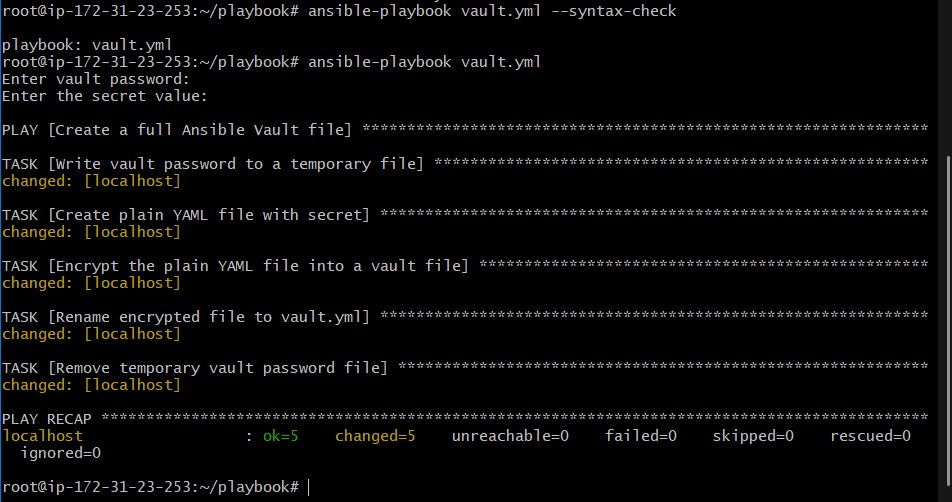 root@ip-172-31-23-253:~/playbook# ansible-playbook vault.yml --syntax-check
playbook: vault.yml
root@ip-172-31-23-253:~/playbook# ansible-playbook vault.yml
Enter vault password:
Enter the secret value:
PLAY [Create a full Ansible Vault file] ***************************************************************
TASK [Write vault password to a temporary file] *******************************************************
changed: [localhost]
TASK [Create plain YAML file with secret] *************************************************************
changed: [localhost]
TASK [Encrypt the plain YAML file into a vault file] **************************************************
changed: [localhost]
TASK [Rename encrypted file to vault.yml] *************************************************************
changed: [localhost]
TASK [Remove temporary vault password file] ***********************************************************
changed: [localhost]
PLAY RECAP ********************************************************************************************
localhost                  : ok=5    changed=5    unreachable=0    failed=0    skipped=0    rescued=0
  ignored=0
root@ip-172-31-23-253:~/playbook#